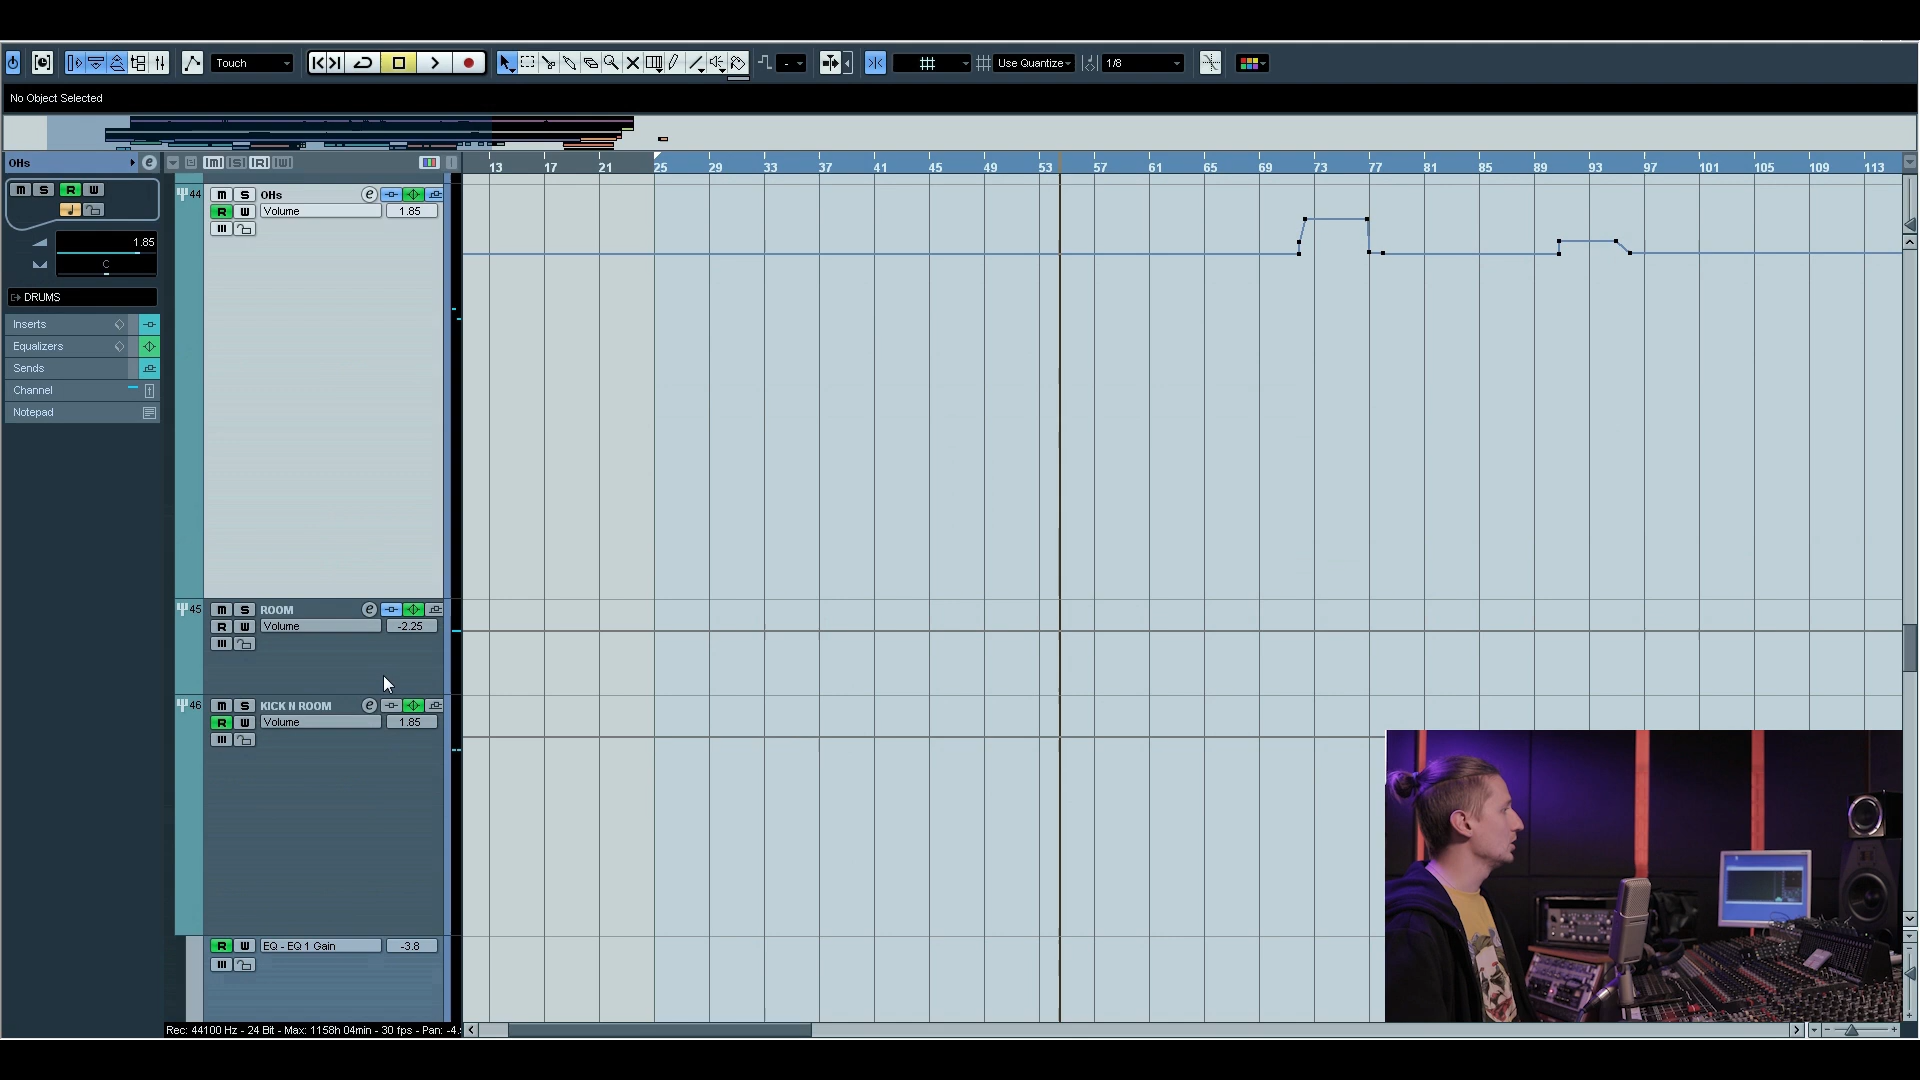 Touch - Use Quantize 1/8
No Object Selected
OHs e [M] [S] [R] [W] 13 17 21 25 29 33 37 41 45 49 53 57 61 65 69 73 77 81 85 89 93 97 101 105 109 113
M S R W
44 M S OHs e
R W Volume 1.85
1.85
C
DRUMS
Inserts
Equalizers
Sends
Channel
Notepad
45 M S ROOM e
R W Volume -2.25
46 M S KICK N ROOM e
R W Volume 1.85
R W EQ - EQ 1 Gain -3.8
Rec: 44100 Hz - 24 Bit - Max: 1158h 04min - 30 fps - Pan: -4.